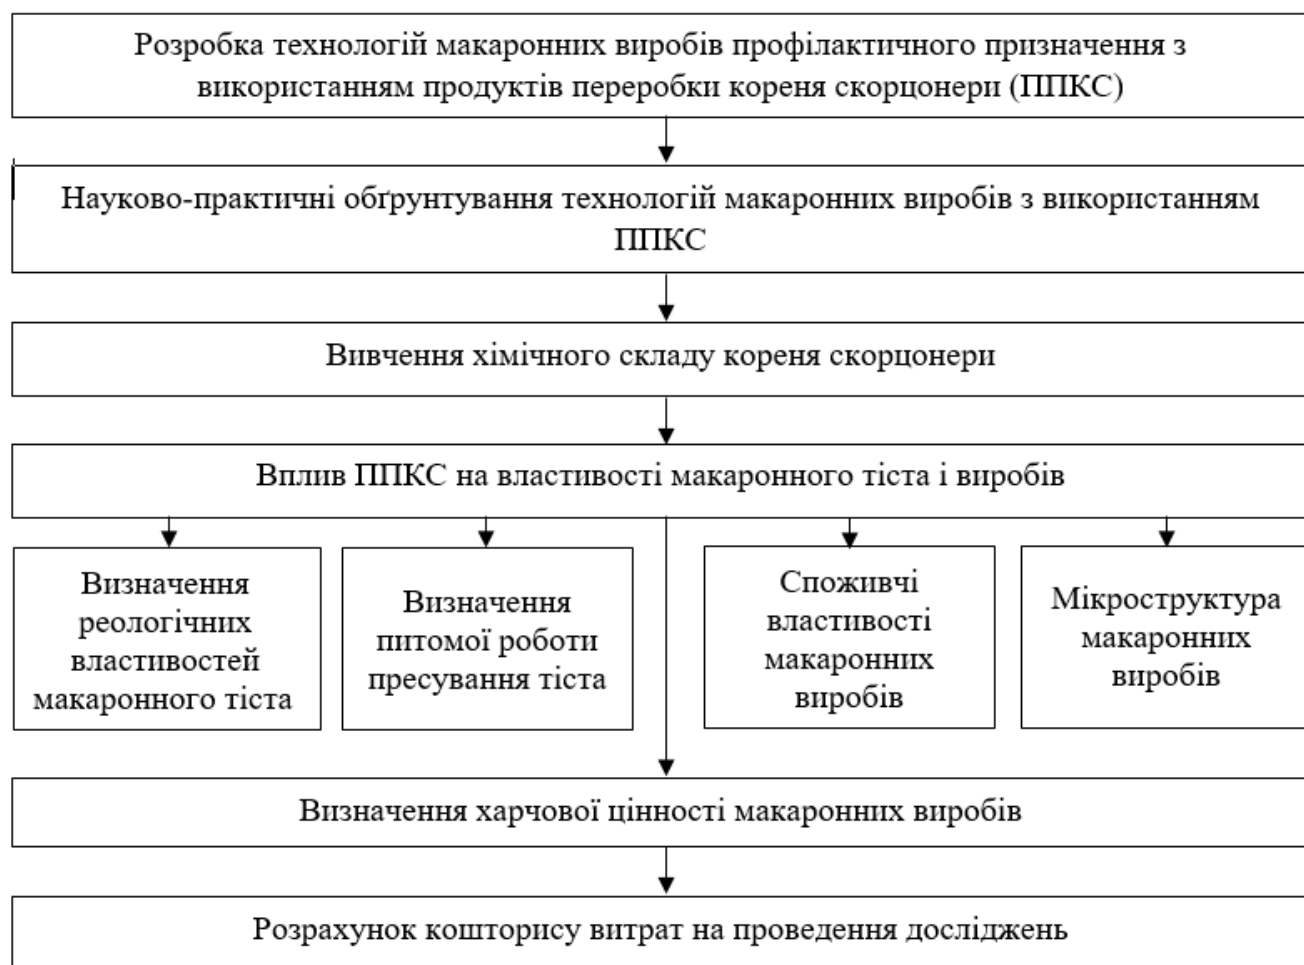 Розробка технологій макаронних виробів профілактичного призначення з
використанням продуктів переробки кореня скорцонери (ППКС)
Науково-практичні обґрунтування технологій макаронних виробів з використанням
ППКС
Вивчення хімічного складу кореня скорцонери
Вплив ППКС на властивості макаронного тіста і виробів
Визначення
реологічних
властивостей
макаронного тіста
Визначення
питомої роботи
пресування тіста
Споживчі
властивості
макаронних
виробів
Мікроструктура
макаронних
виробів
Визначення харчової цінності макаронних виробів
Розрахунок кошторису витрат на проведення досліджень